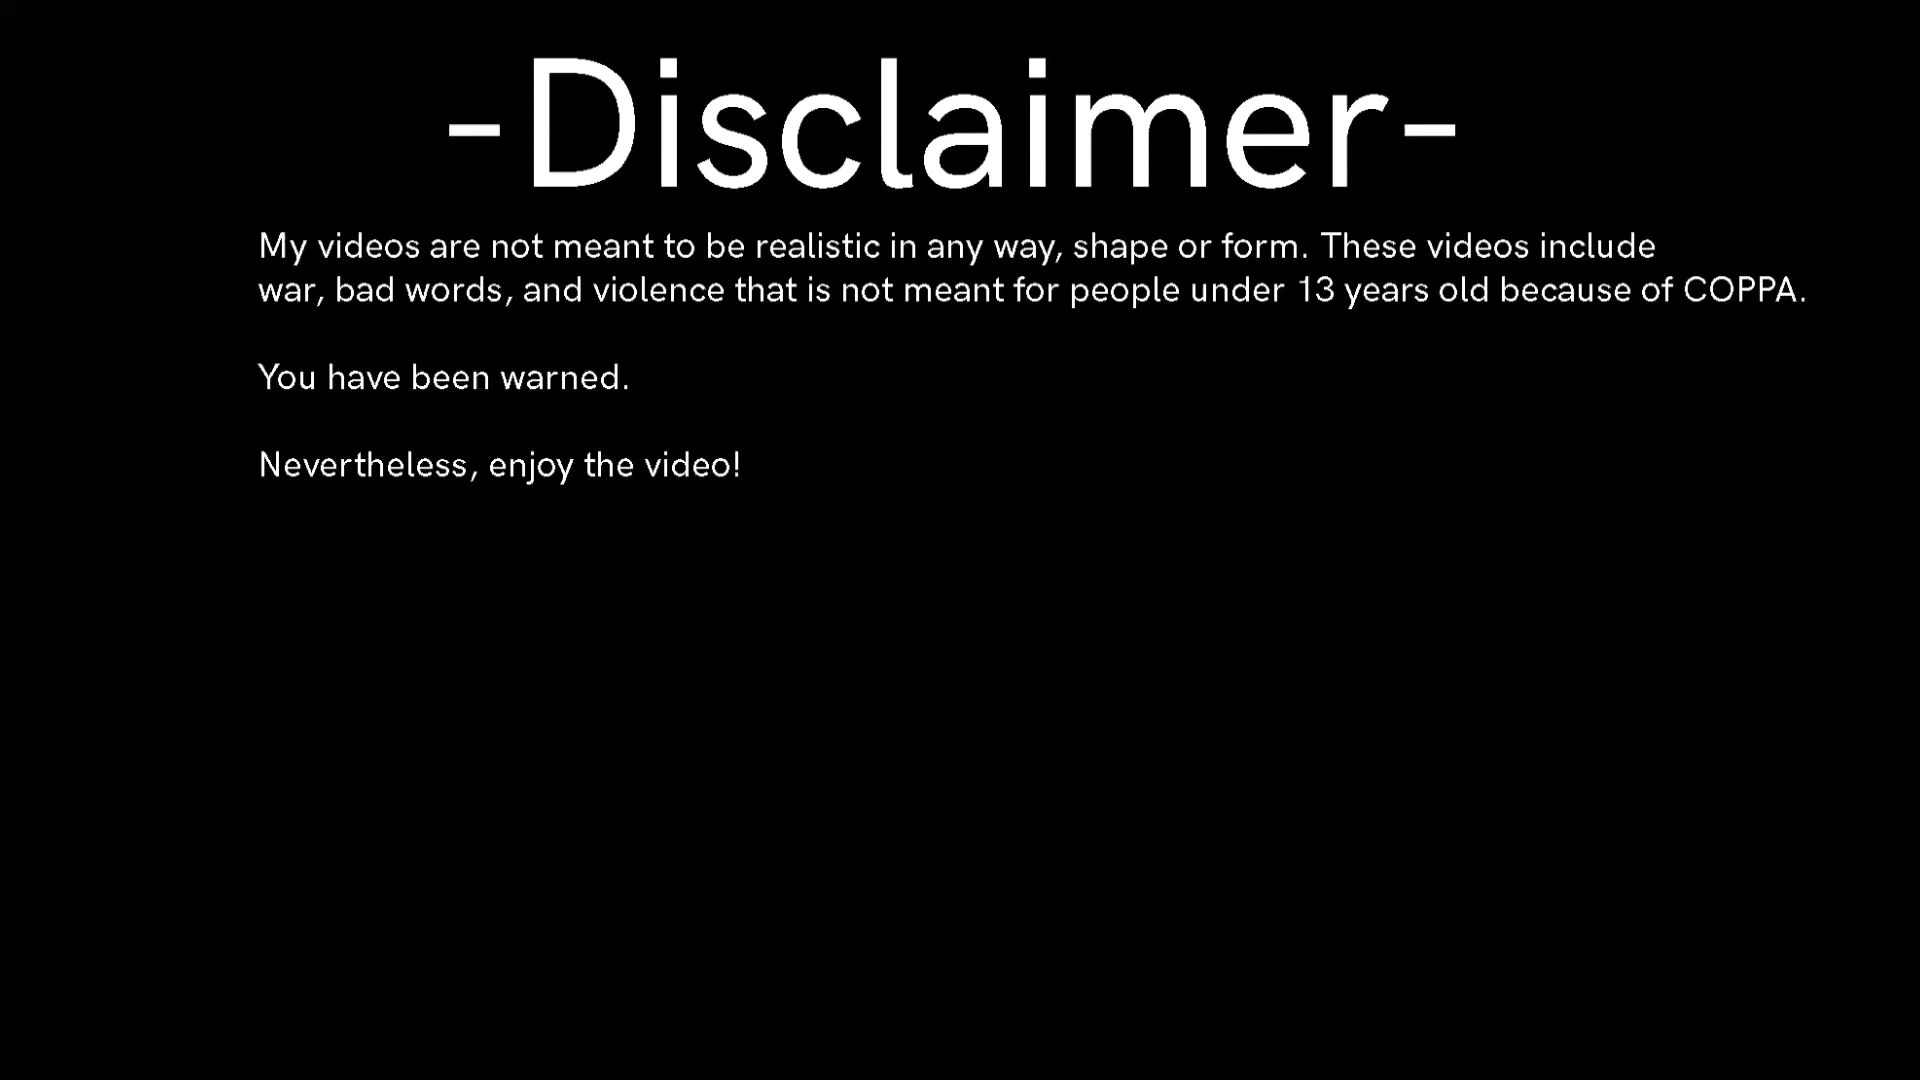 -Disclaimer-
My videos are not meant to be realistic in any way, shape or form. These videos include
war, bad words, and violence that is not meant for people under 13 years old because of COPPA.
You have been warned.
Nevertheless, enjoy the video!